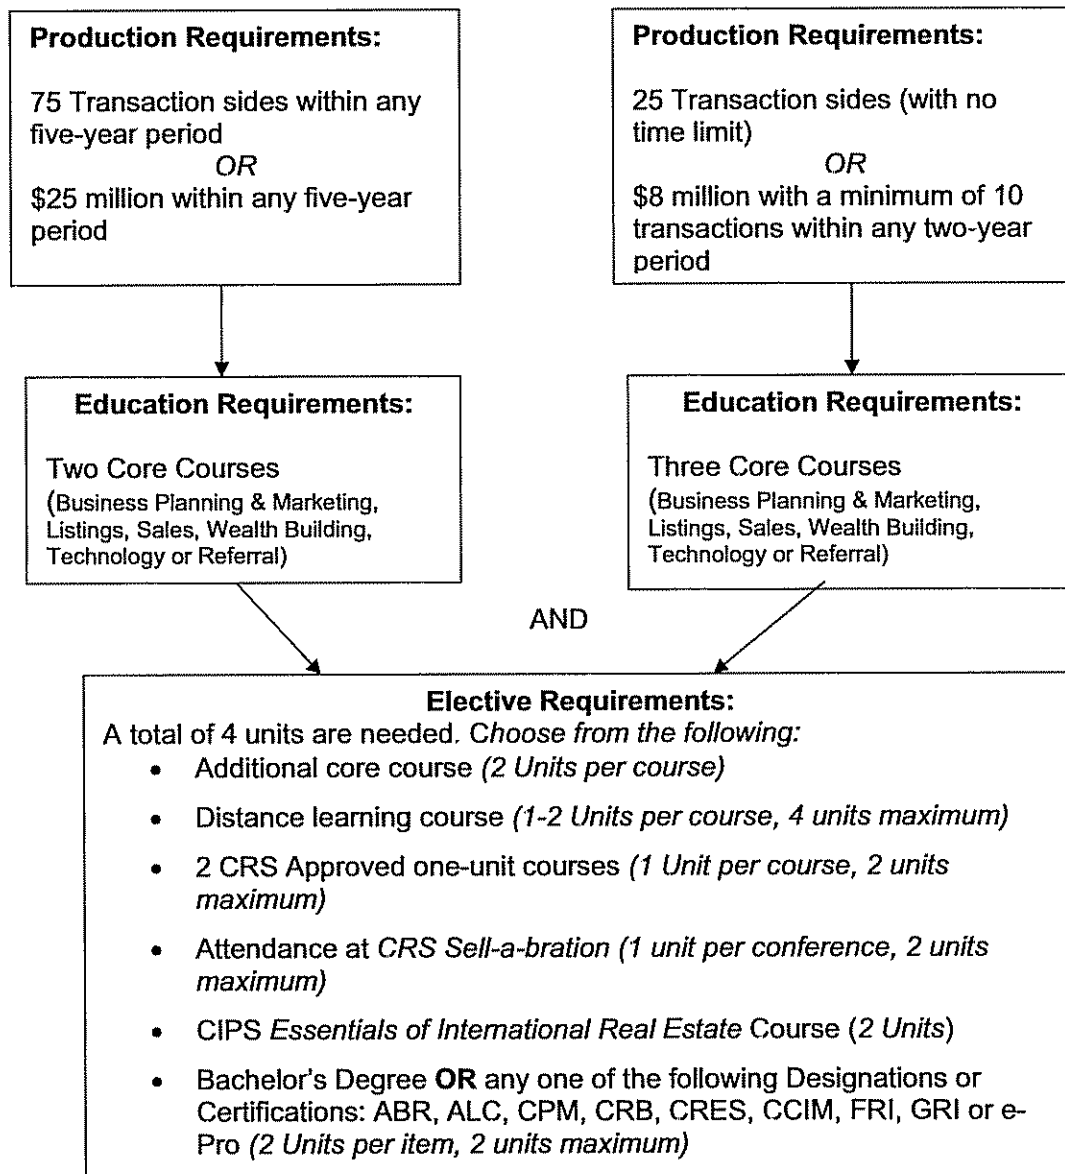 Production Requirements:
75 Transaction sides within any
five-year period
OR
$25 million within any five-year
period
Production Requirements:
25 Transaction sides (with no
time limit)
OR
$8 million with a minimum of 10
transactions within any two-year
period
Education Requirements:
Two Core Courses
(Business Planning & Marketing,
Listings, Sales, Wealth Building,
Technology or Referral)
Education Requirements:
Three Core Courses
(Business Planning & Marketing,
Listings, Sales, Wealth Building,
Technology or Referral)
AND
Elective Requirements:
A total of 4 units are needed. Choose from the following:
• Additional core course (2 Units per course)
• Distance learning course (1-2 Units per course, 4 units maximum)
• 2 CRS Approved one-unit courses (1 Unit per course, 2 units
maximum)
• Attendance at CRS Sell-a-bration (1 unit per conference, 2 units
maximum)
• CIPS Essentials of International Real Estate Course (2 Units)
• Bachelor's Degree OR any one of the following Designations or
Certifications: ABR, ALC, CPM, CRB, CRES, CCIM, FRI, GRI or e-
Pro (2 Units per item, 2 units maximum)